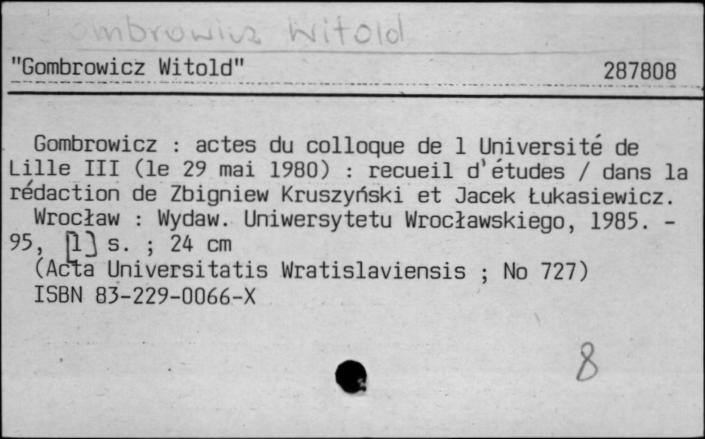 Gombrowicz Witold
"Gombrowicz Witold" 287808
Gombrowicz : actes du colloque de l Université de
Lille III (le 29 mai 1980) : recueil d'études / dans la
rédaction de Zbigniew Kruszyński et Jacek Łukasiewicz.
Wrocław : Wydaw. Uniwersytetu Wrocławskiego, 1985. -
95, [1] s. ; 24 cm
(Acta Universitatis Wratislaviensis ; No 727)
ISBN 83-229-0066-X
8